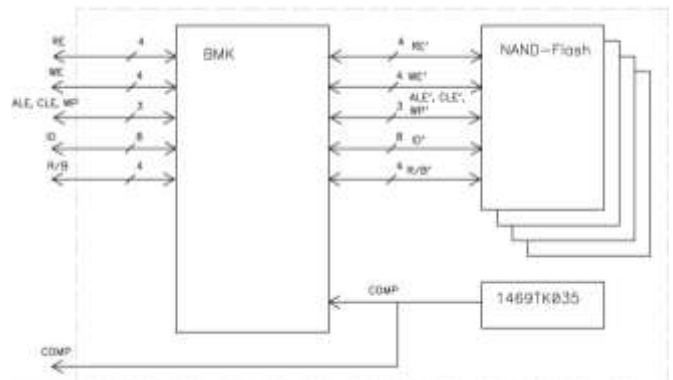 RE 4
WE 4
ALE, CLE, WP 3
IO 8
R/B 4
BMK
4 RE'
4 WE'
ALE', CLE',
3 WP'
8 IO'
4 R/B'
NAND-Flash
COMP
1469TK035
COMP